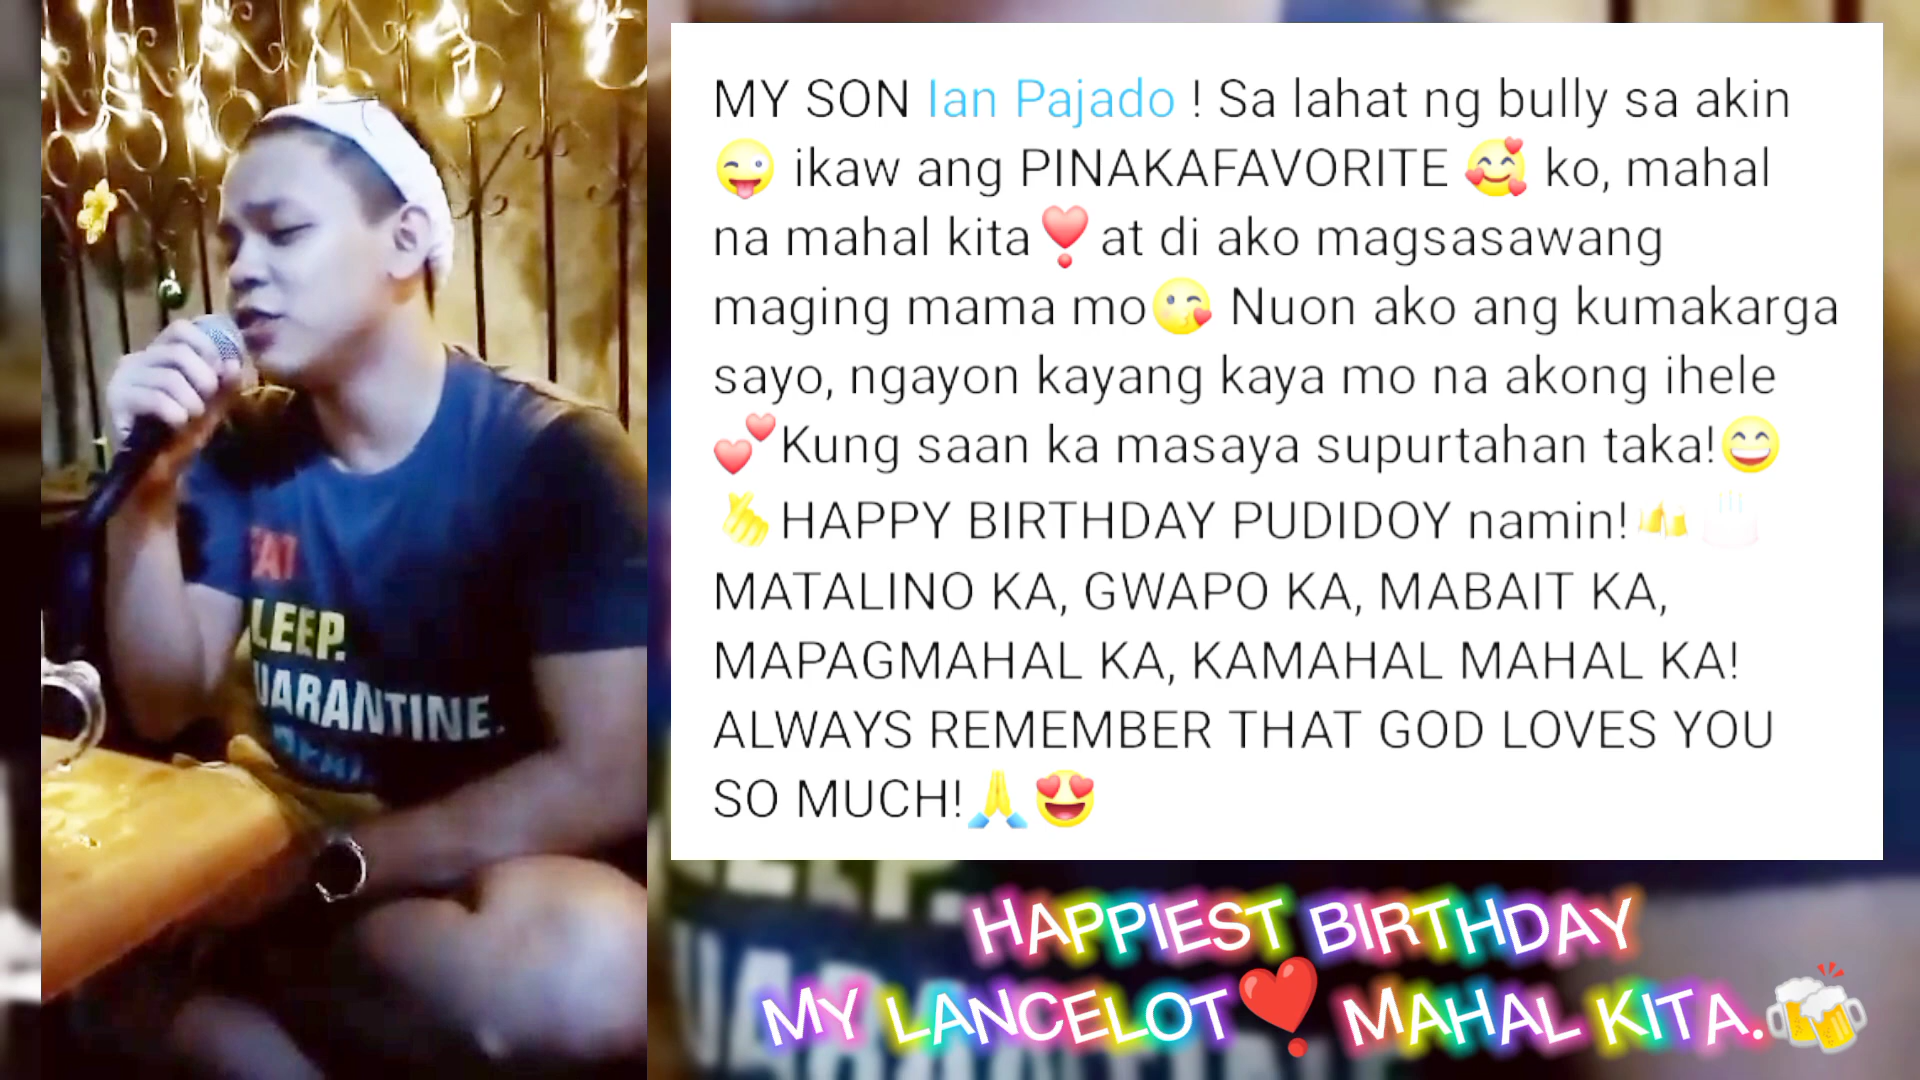 MY SON Ian Pajado ! Sa lahat ng bully sa akin
😜 ikaw ang PINAKAFAVORITE 🥰 ko, mahal
na mahal kita❣️at di ako magsasawang
maging mama mo😘 Nuon ako ang kumakarga
sayo, ngayon kayang kaya mo na akong ihele
💕Kung saan ka masaya supurtahan taka!😄
🫰HAPPY BIRTHDAY PUDIDOY namin!🍻🎂
MATALINO KA, GWAPO KA, MABAIT KA,
MAPAGMAHAL KA, KAMAHAL MAHAL KA!
ALWAYS REMEMBER THAT GOD LOVES YOU
SO MUCH!🙏😍
HAPPIEST BIRTHDAY
MY LANCELOT❣️ MAHAL KITA.🍻
EAT
LEEP.
UARANTINE.